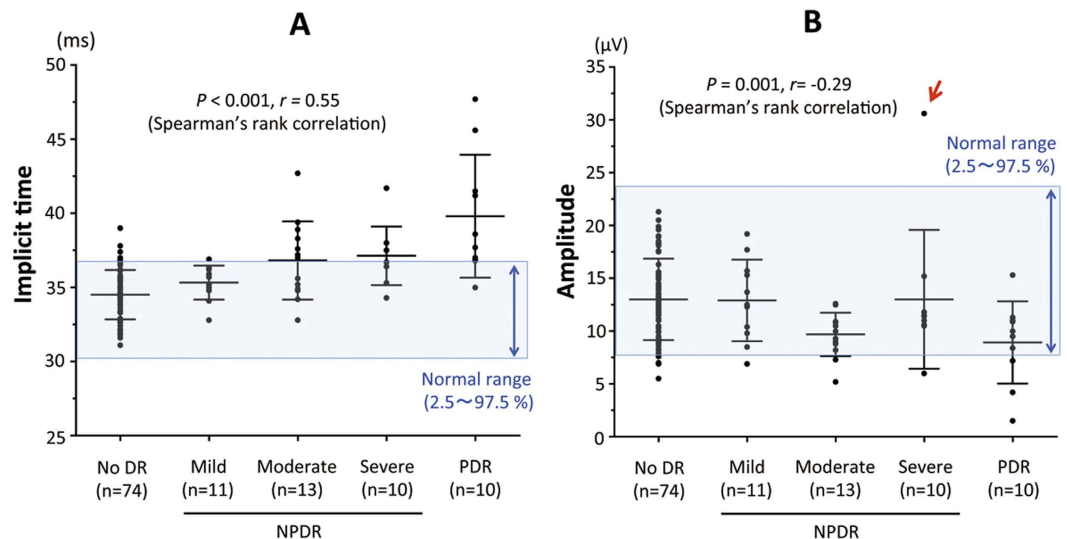 A
(ms)
50
45
40
35
30
25
Implicit time
P < 0.001, r = 0.55
(Spearman's rank correlation)
Normal range
(2.5～97.5 %)
No DR
(n=74)
Mild
(n=11)
Moderate
(n=13)
Severe
(n=10)
PDR
(n=10)
NPDR
B
(μV)
35
30
25
20
15
10
5
0
Amplitude
P = 0.001, r= -0.29
(Spearman's rank correlation)
Normal range
(2.5～97.5 %)
No DR
(n=74)
Mild
(n=11)
Moderate
(n=13)
Severe
(n=10)
PDR
(n=10)
NPDR